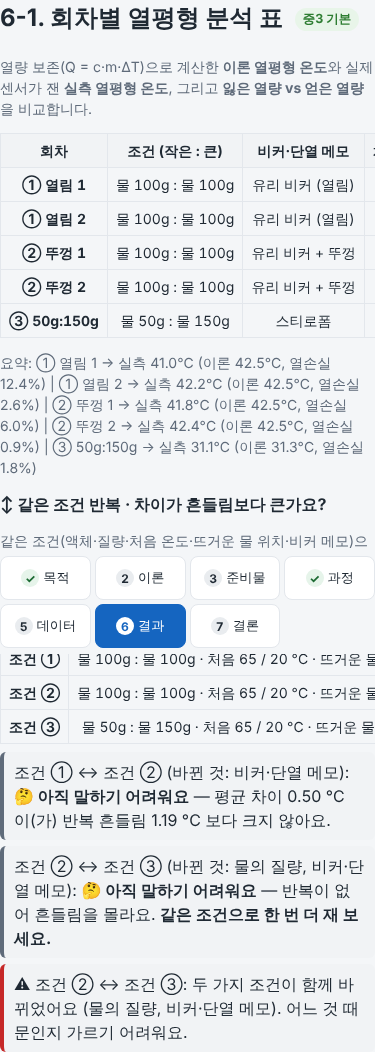 6-1. 회차별 열평형 분석 표 중3 기본
열량 보존(Q = c·m·ΔT)으로 계산한 이론 열평형 온도와 실제
센서가 잰 실측 열평형 온도, 그리고 잃은 열량 vs 얻은 열량
을 비교합니다.
회차 조건 (작은 : 큰) 비커·단열 메모
① 열림 1 물 100g : 물 100g 유리 비커 (열림)
① 열림 2 물 100g : 물 100g 유리 비커 (열림)
② 뚜껑 1 물 100g : 물 100g 유리 비커 + 뚜껑
② 뚜껑 2 물 100g : 물 100g 유리 비커 + 뚜껑
③ 50g:150g 물 50g : 물 150g 스티로폼
요약: ① 열림 1 → 실측 41.0°C (이론 42.5°C, 열손실
12.4%) | ① 열림 2 → 실측 42.2°C (이론 42.5°C, 열손실
2.6%) | ② 뚜껑 1 → 실측 41.8°C (이론 42.5°C, 열손실
6.0%) | ② 뚜껑 2 → 실측 42.4°C (이론 42.5°C, 열손실
0.9%) | ③ 50g:150g → 실측 31.1°C (이론 31.3°C, 열손실
1.8%)
↕ 같은 조건 반복 · 차이가 흔들림보다 큰가요?
같은 조건(액체·질량·처음 온도·뜨거운 물 위치·비커 메모)으
✓ 목적 2 이론 3 준비물 ✓ 과정
5 데이터 6 결과 7 결론
조건 ① 물 100g : 물 100g · 처음 65 / 20 °C · 뜨거운 물
조건 ② 물 100g : 물 100g · 처음 65 / 20 °C · 뜨거운 물
조건 ③ 물 50g : 물 150g · 처음 65 / 20 °C · 뜨거운 물
조건 ① ↔ 조건 ② (바뀐 것: 비커·단열 메모):
🤔 아직 말하기 어려워요 — 평균 차이 0.50 °C
이(가) 반복 흔들림 1.19 °C 보다 크지 않아요.
조건 ② ↔ 조건 ③ (바뀐 것: 물의 질량, 비커·단
열 메모): 🤔 아직 말하기 어려워요 — 반복이 없
어 흔들림을 몰라요. 같은 조건으로 한 번 더 재 보
세요.
⚠ 조건 ② ↔ 조건 ③: 두 가지 조건이 함께 바
뀌었어요 (물의 질량, 비커·단열 메모). 어느 것 때
문인지 가르기 어려워요.